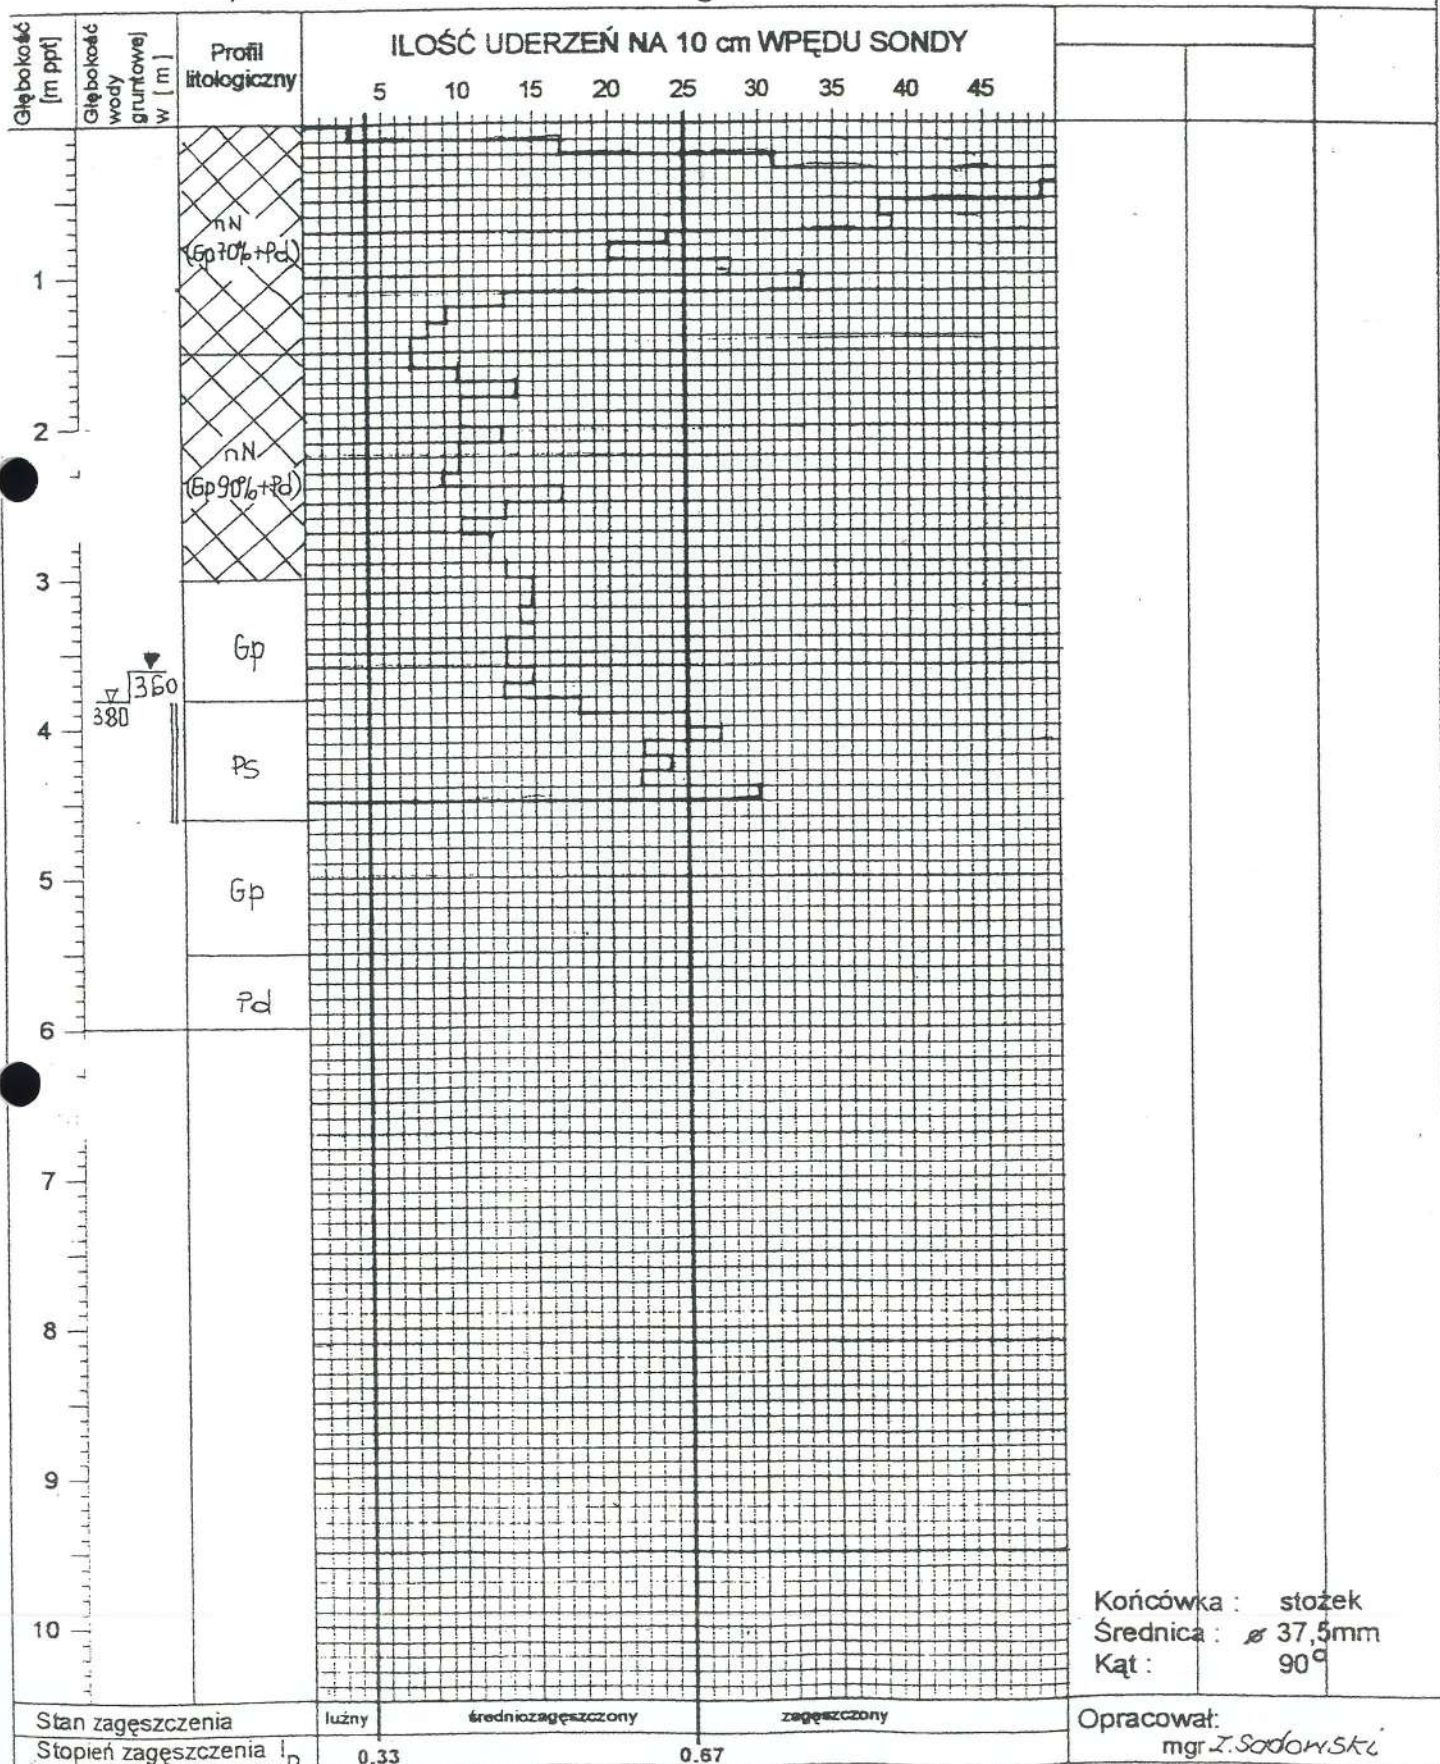 Głębokość [m ppt]
Głębokość wody gruntowej w [ m ]
Profil litologiczny
ILOŚĆ UDERZEŃ NA 10 cm WPĘDU SONDY
5 10 15 20 25 30 35 40 45
nN
(Gp70%+Pd)
1
2
nN
(Gp90%+Pd)
3
Gp
360
380
4
PS
5
Gp
Pd
6
7
8
9
10
Końcówka : stożek
Średnica : ø 37,5mm
Kąt : 90°
Stan zagęszczenia luźny średniozagęszczony zagęszczony
Stopień zagęszczenia I_D 0.33 0.67
Opracował:
mgr I. Sadowski